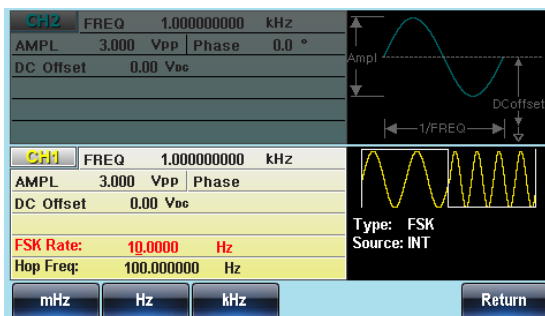 CH2 FREQ 1.000000000 kHz
AMPL 3.000 Vpp Phase 0.0 °
DC Offset 0.00 VDC
Ampl
DCoffset
1/FREQ
CH1 FREQ 1.000000000 kHz
AMPL 3.000 Vpp Phase
DC Offset 0.00 VDC
FSK Rate: 10.0000 Hz
Hop Freq: 100.000000 Hz
Type: FSK
Source: INT
mHz Hz kHz Return